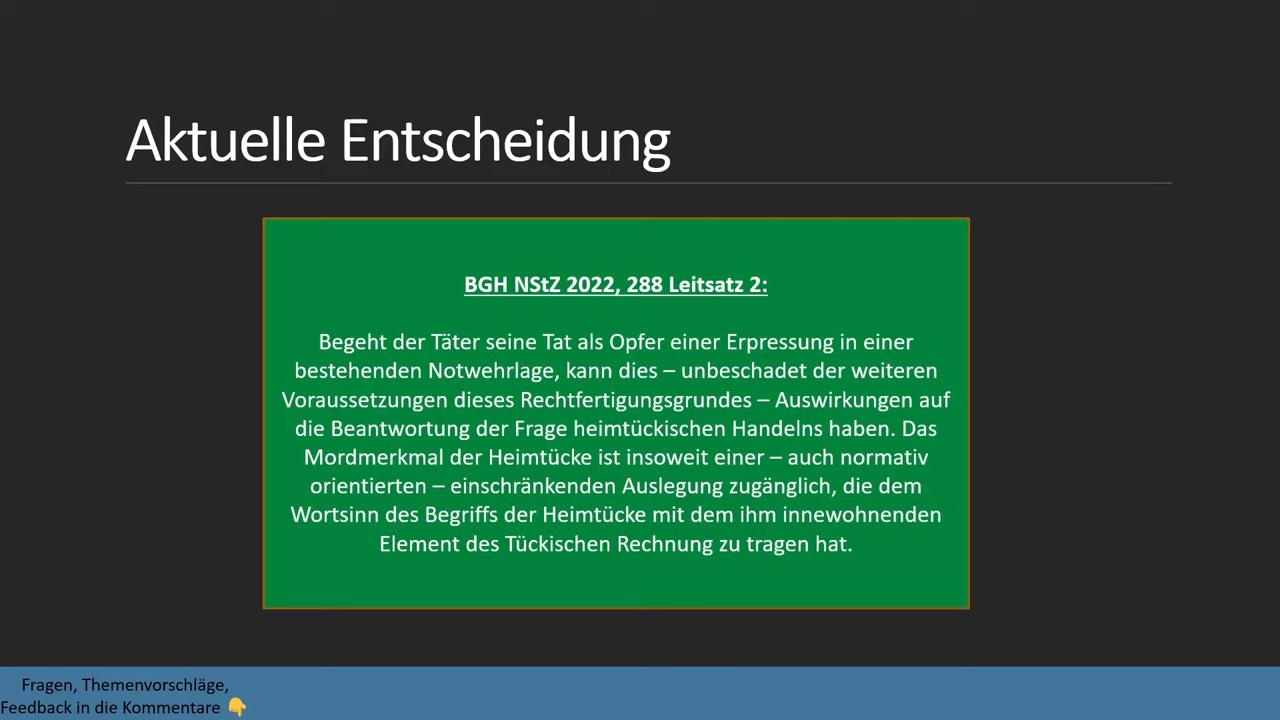 Aktuelle Entscheidung
BGH NStZ 2022, 288 Leitsatz 2:
Begeht der Täter seine Tat als Opfer einer Erpressung in einer
bestehenden Notwehrlage, kann dies – unbeschadet der weiteren
Voraussetzungen dieses Rechtfertigungsgrundes – Auswirkungen auf
die Beantwortung der Frage heimtückischen Handelns haben. Das
Mordmerkmal der Heimtücke ist insoweit einer – auch normativ
orientierten – einschränkenden Auslegung zugänglich, die dem
Wortsinn des Begriffs der Heimtücke mit dem ihm innewohnenden
Element des Tückischen Rechnung zu tragen hat.
Fragen, Themenvorschläge,
Feedback in die Kommentare 👇